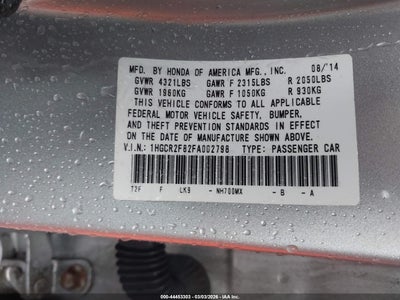 MFD. BY HONDA OF AMERICA MFG., INC. 08/'14
GVWR 4321LBS GAWR F 2315LBS R 2050LBS
GVWR 1960KG GAWR F 1050KG R 930KG
THIS VEHICLE CONFORMS TO ALL APPLICABLE
FEDERAL MOTOR VEHICLE SAFETY, BUMPER,
AND THEFT PREVENTION STANDARDS IN EFFECT
ON THE DATE OF MANUFACTURE SHOWN ABOVE.
V.I.N.: 1HGCR2F82FA002798 TYPE: PASSENGER CAR
T2F F LK9 - NH700MX - B - A
000-44453303 - 03/03/2026 - IAAI.COM